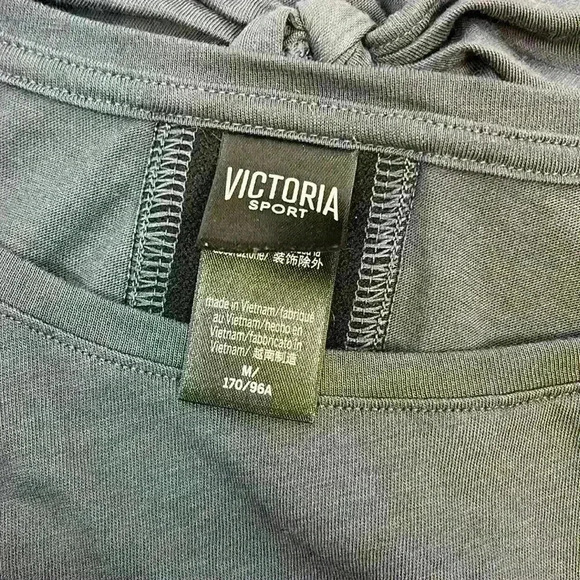 VICTORIA
SPORT
装饰除外
made in Vietnam/fabriqué
au Vietnam/hecho en
Vietnam/fabbricato in
Vietnam/越南制造
M/
170/96A